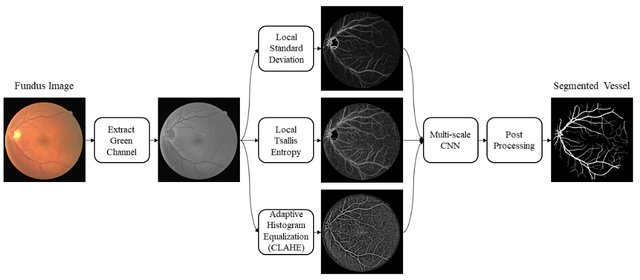 Fundus Image
Extract
Green
Channel
Local
Standard
Deviation
Local
Tsallis
Entropy
Adaptive
Histogram
Equalization
(CLAHE)
Multi-scale
CNN
Post
Processing
Segmented Vessel